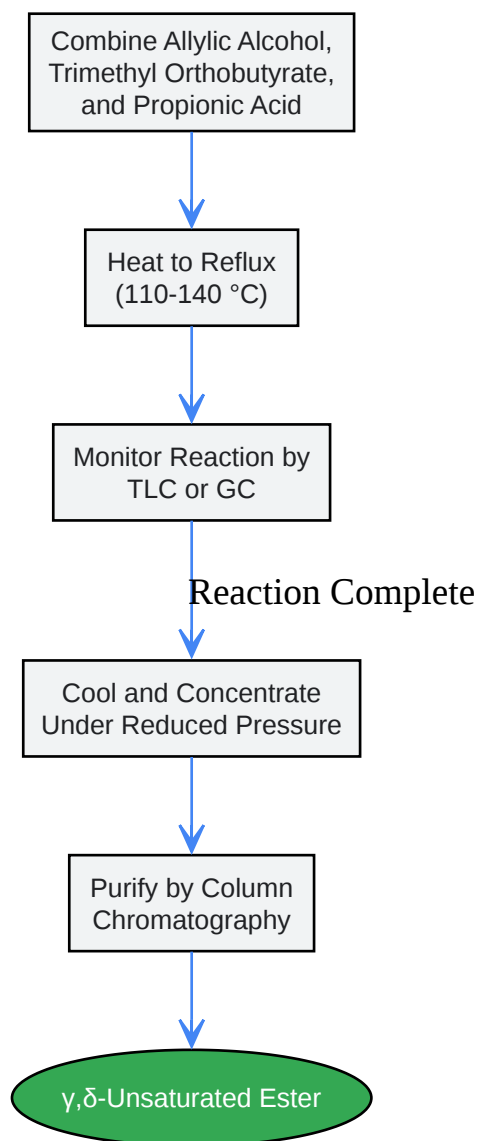 Combine Allylic Alcohol,
Trimethyl Orthobutyrate,
and Propionic Acid
Heat to Reflux
(110-140 °C)
Monitor Reaction by
TLC or GC
Reaction Complete
Cool and Concentrate
Under Reduced Pressure
Purify by Column
Chromatography
γ,δ-Unsaturated Ester